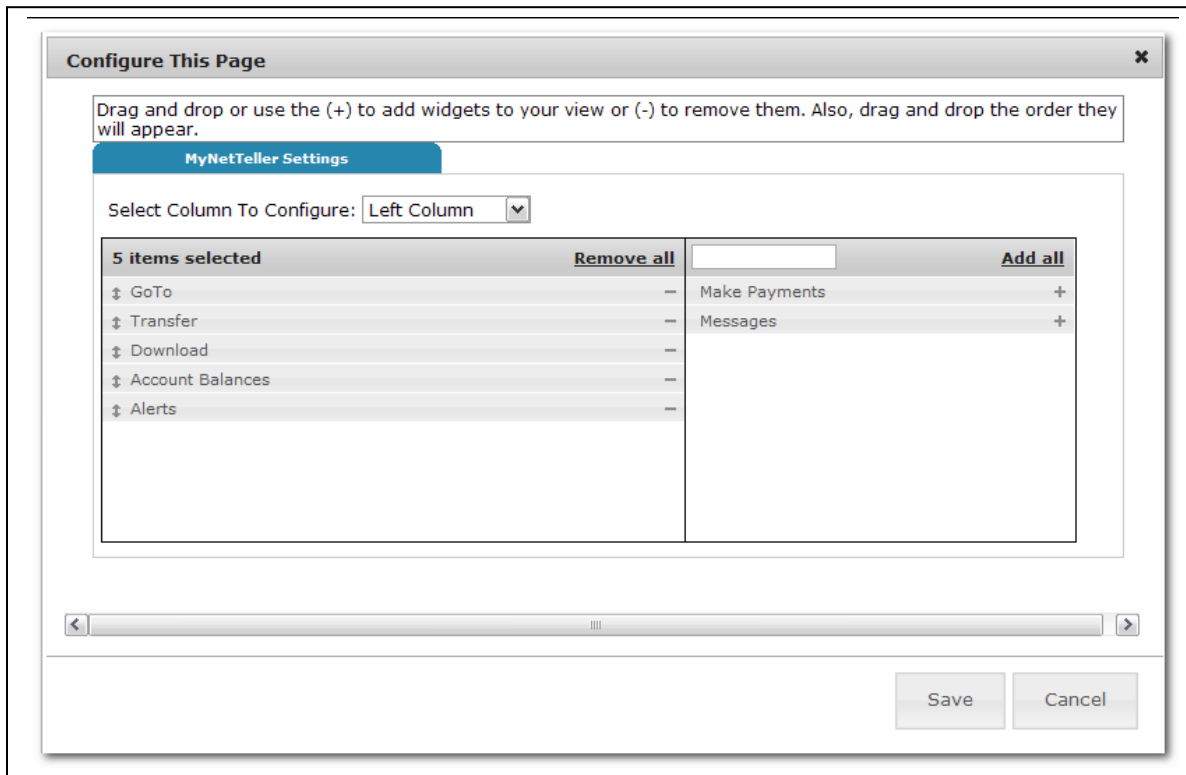 Configure This Page
Drag and drop or use the (+) to add widgets to your view or (-) to remove them. Also, drag and drop the order they
will appear.
MyNetTeller Settings
Select Column To Configure: Left Column
5 items selected Remove all Add all
GoTo − Make Payments +
Transfer − Messages +
Download −
Account Balances −
Alerts −
Save Cancel